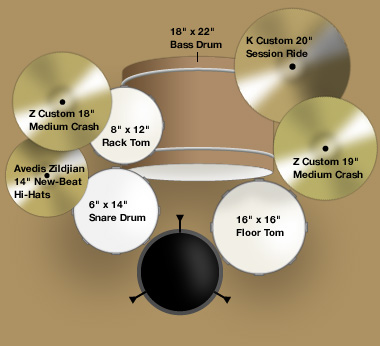 18" x 22"
Bass Drum
K Custom 20"
Session Ride
Z Custom 18"
Medium Crash
8" x 12"
Rack Tom
Z Custom 19"
Medium Crash
Avedis Zildjian
14" New-Beat
Hi-Hats
6" x 14"
Snare Drum
16" x 16"
Floor Tom